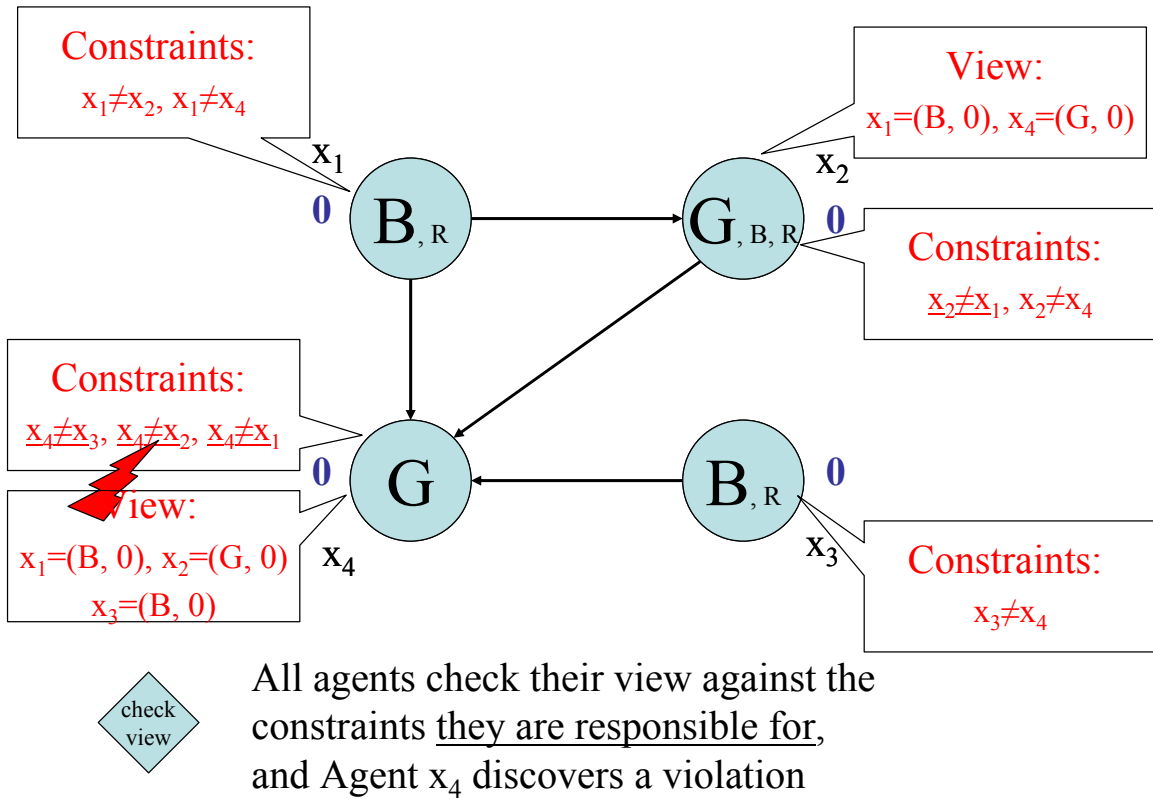 Constraints:
x₁≠x₂, x₁≠x₄
View:
x₁=(B, 0), x₄=(G, 0)
x₁
0
B, R
x₂
0
G, B, R
Constraints:
x₂≠x₁, x₂≠x₄
Constraints:
x₄≠x₃, x₄≠x₂, x₄≠x₁
0
G
x₄
View:
x₁=(B, 0), x₂=(G, 0)
x₃=(B, 0)
B, R
0
x₃
Constraints:
x₃≠x₄
check
view
All agents check their view against the
constraints they are responsible for,
and Agent x₄ discovers a violation